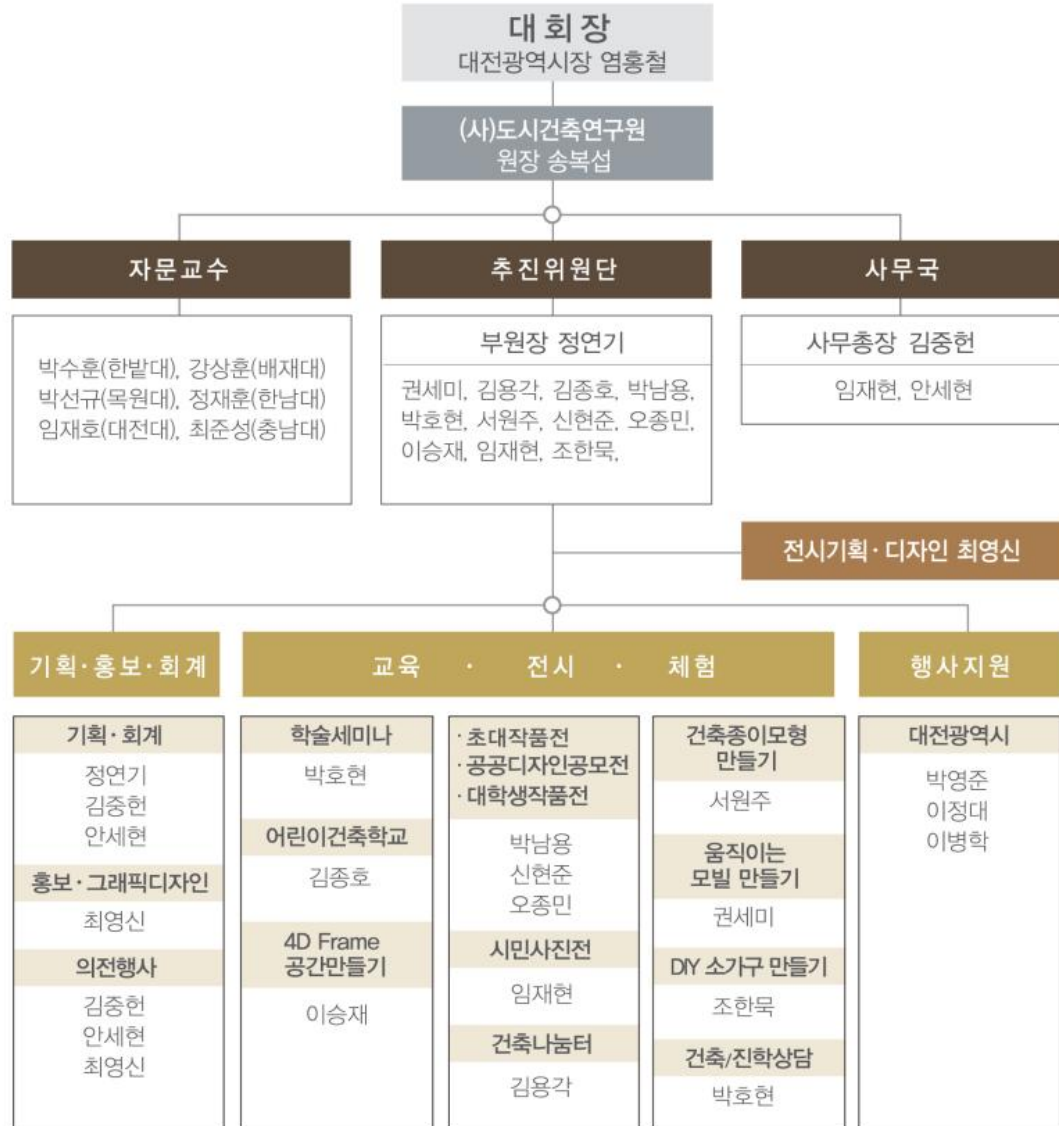 대회장
대전광역시장 염홍철
(사)도시건축연구원
원장 송복섭
자문교수
박수훈(한밭대), 강상훈(배재대)
박선규(목원대), 정재훈(한남대)
임재호(대전대), 최준성(충남대)
추진위원단
부원장 정연기
권세미, 김용각, 김종호, 박남용,
박호현, 서원주, 신현준, 오종민,
이승재, 임재현, 조한묵,
사무국
사무총장 김중헌
임재현, 안세현
전시기획·디자인 최영신
기획·홍보·회계
기획·회계
정연기
김중헌
안세현
홍보·그래픽디자인
최영신
의전행사
김중헌
안세현
최영신
교육 · 전시 · 체험
학술세미나
박호현
어린이건축학교
김종호
4D Frame
공간만들기
이승재
· 초대작품전
· 공공디자인공모전
· 대학생작품전
박남용
신현준
오종민
시민사진전
임재현
건축나눔터
김용각
건축종이모형
만들기
서원주
움직이는
모빌 만들기
권세미
DIY 소가구 만들기
조한묵
건축/진학상담
박호현
행사지원
대전광역시
박영준
이정대
이병학